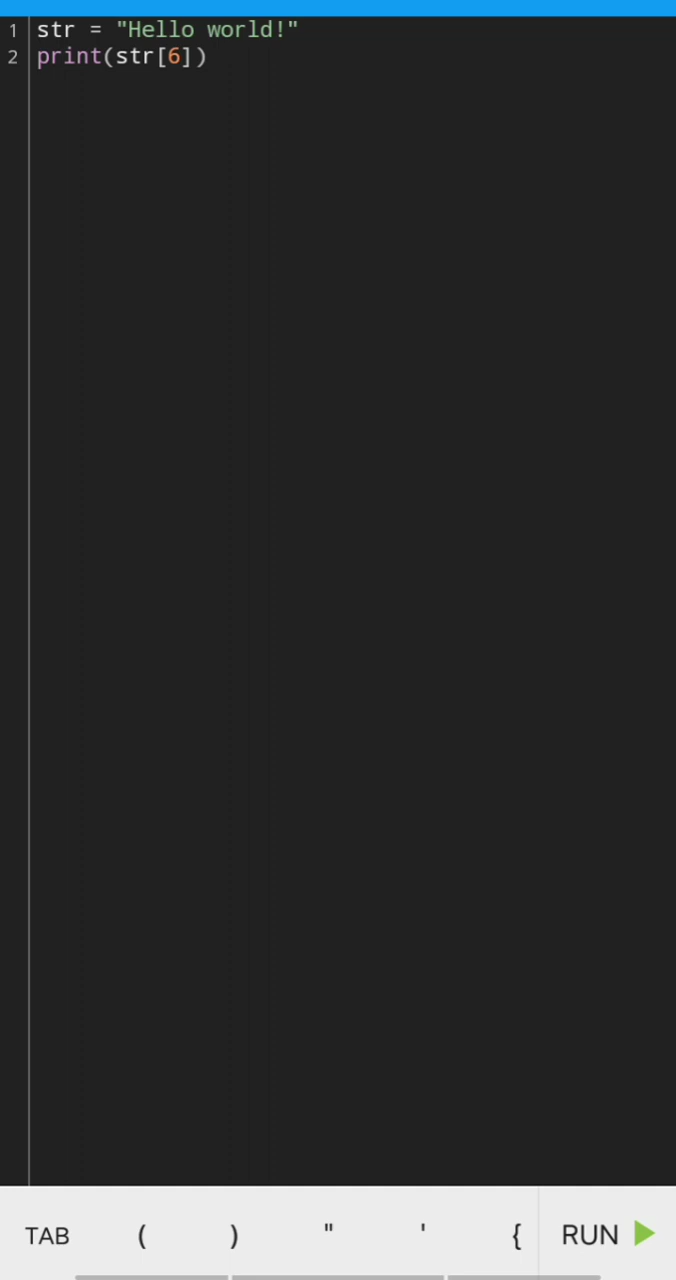 1 str = "Hello world!"
2 print(str[6])
TAB ( ) " ' { RUN